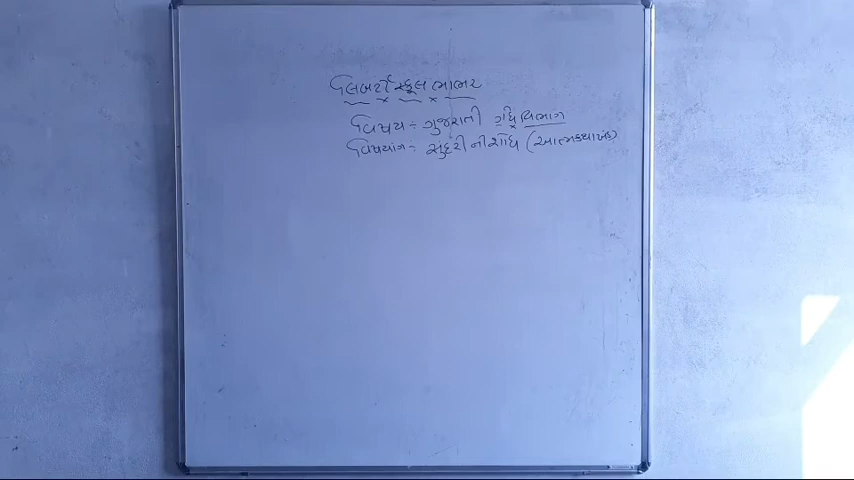 લિબર્ટી સ્કૂલ ભાભર
વિષય:- ગુજરાતી ગદ્ય વિભાગ
વિષયાંગ:- સુંદરી ની શોધ (આત્મકથાખંડ)